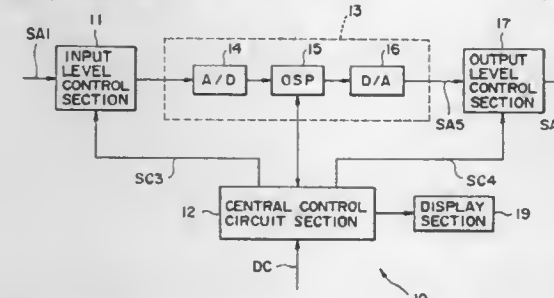 13
11
17
SA1
14
15
16
INPUT
LEVEL
CONTROL
SECTION
A/D
DSP
D/A
OUTPUT
LEVEL
CONTROL
SECTION
SA5
SA
SC3
SC4
12
CENTRAL CONTROL
CIRCUIT SECTION
DISPLAY
SECTION
19
DC